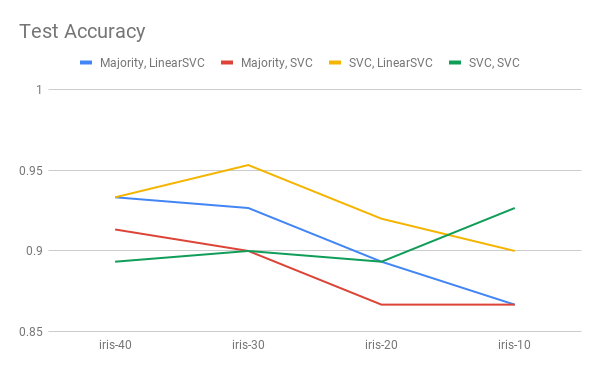 Test Accuracy
Majority, LinearSVC Majority, SVC SVC, LinearSVC SVC, SVC
1
0.95
0.9
0.85
iris-40 iris-30 iris-20 iris-10